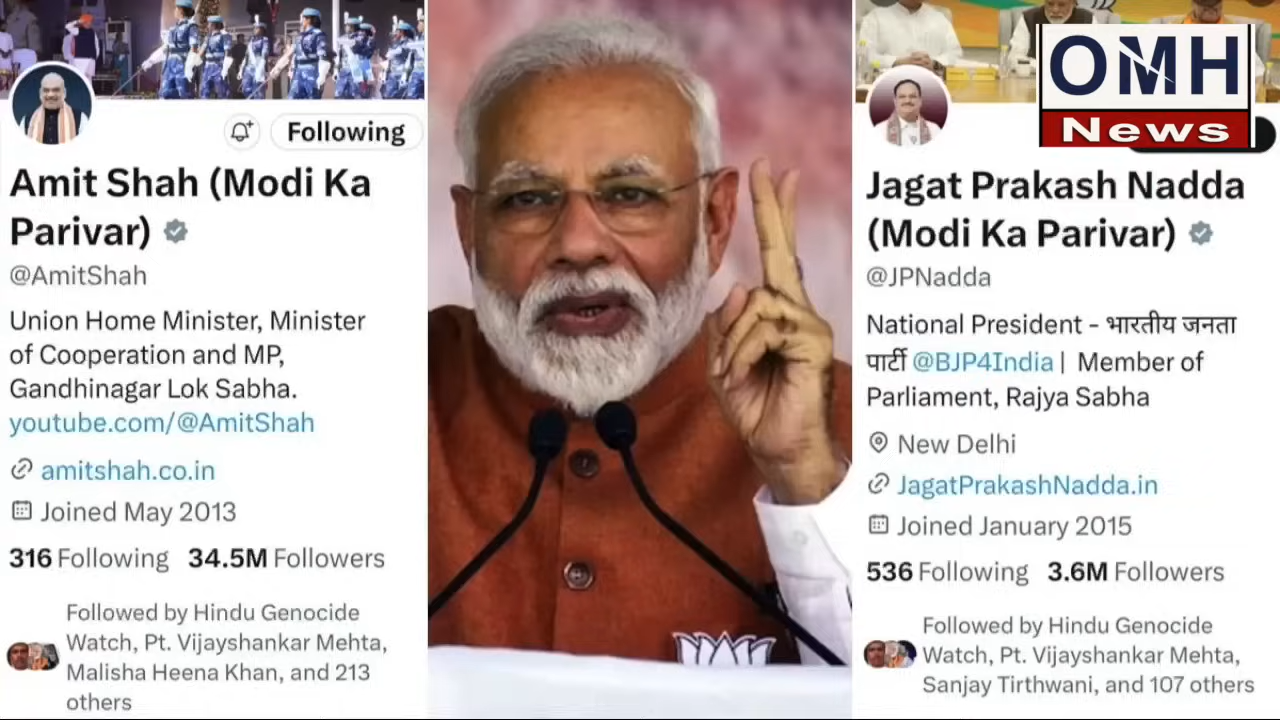 Following
Amit Shah (Modi Ka
Parivar)
@AmitShah
Union Home Minister, Minister
of Cooperation and MP,
Gandhinagar Lok Sabha.
youtube.com/@AmitShah
amitshah.co.in
Joined May 2013
316 Following 34.5M Followers
Followed by Hindu Genocide
Watch, Pt. Vijayshankar Mehta,
Malisha Heena Khan, and 213
others
OMH
News
Jagat Prakash Nadda
(Modi Ka Parivar)
@JPNadda
National President - भारतीय जनता
पार्टी @BJP4India | Member of
Parliament, Rajya Sabha
New Delhi
JagatPrakashNadda.in
Joined January 2015
536 Following 3.6M Followers
Followed by Hindu Genocide
Watch, Pt. Vijayshankar Mehta,
Sanjay Tirthwani, and 107 others